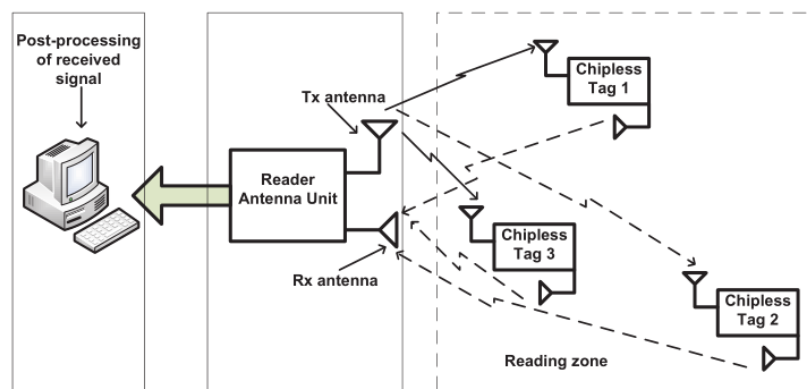 Post-processing
of received
signal
Tx antenna
Reader
Antenna Unit
Rx antenna
Chipless
Tag 1
Chipless
Tag 3
Chipless
Tag 2
Reading zone